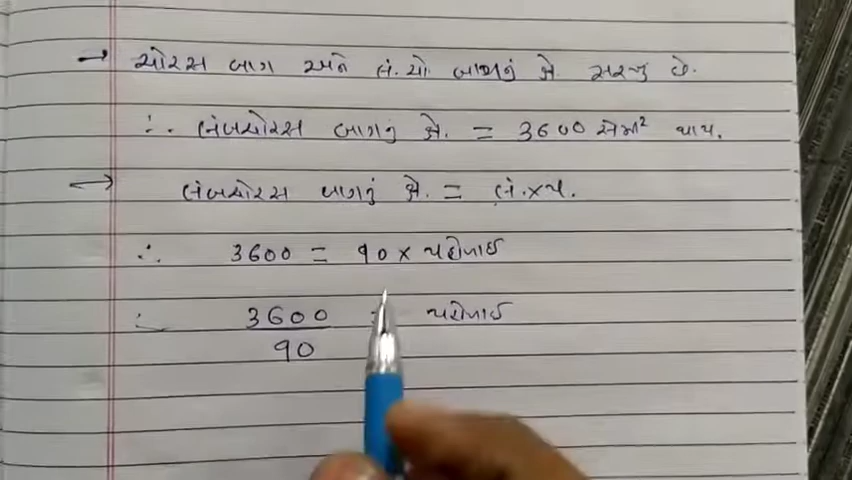 → ચોરસ બાગ અને લં.ચો. બાગનું ક્ષે. સરખું છે.
∴ લંબચોરસ બાગનું ક્ષે. = 3600 સેમી² થાય.
→ લંબચોરસ બાગનું ક્ષે. = લં.×પ.
∴ 3600 = 90 × પહોળાઈ
∴ 3600 = પહોળાઈ
90